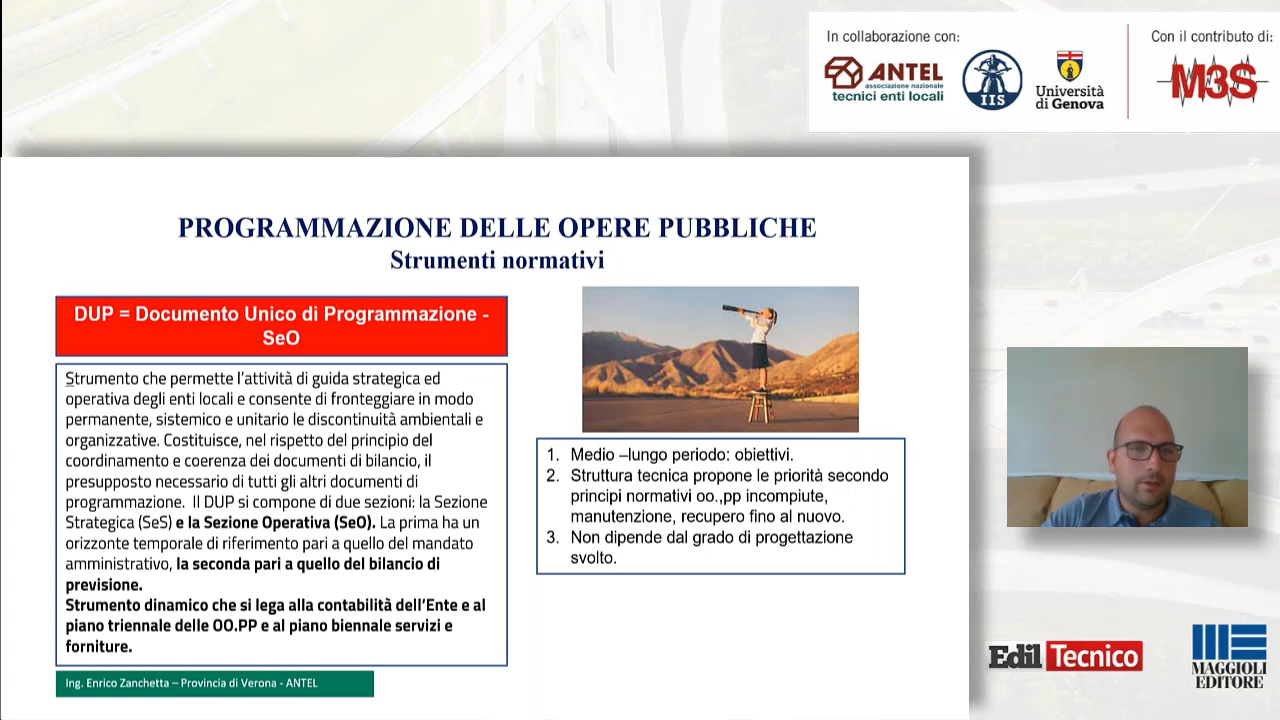 In collaborazione con:
Con il contributo di:
ANTEL
associazione nazionale
tecnici enti locali
IIS
Università
di Genova
M3S
PROGRAMMAZIONE DELLE OPERE PUBBLICHE
Strumenti normativi
DUP = Documento Unico di Programmazione -
SeO
Strumento che permette l'attività di guida strategica ed
operativa degli enti locali e consente di fronteggiare in modo
permanente, sistemico e unitario le discontinuità ambientali e
organizzative. Costituisce, nel rispetto del principio del
coordinamento e coerenza dei documenti di bilancio, il
presupposto necessario di tutti gli altri documenti di
programmazione. Il DUP si compone di due sezioni: la Sezione
Strategica (SeS) e la Sezione Operativa (SeO). La prima ha un
orizzonte temporale di riferimento pari a quello del mandato
amministrativo, la seconda pari a quello del bilancio di
previsione.
Strumento dinamico che si lega alla contabilità dell'Ente e al
piano triennale delle OO.PP e al piano biennale servizi e
forniture.
1. Medio –lungo periodo: obiettivi.
2. Struttura tecnica propone le priorità secondo
principi normativi oo.,pp incompiute,
manutenzione, recupero fino al nuovo.
3. Non dipende dal grado di progettazione
svolto.
Ing. Enrico Zanchetta – Provincia di Verona - ANTEL
Edil Tecnico
MAGGIOLI
EDITORE